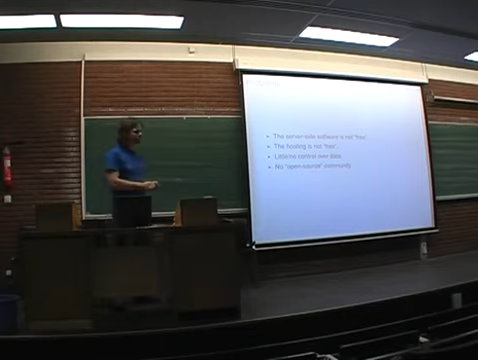 • The server-side software is not 'free'.
• The hosting is not 'free'.
• Little/no control over data
• No "open-source" community